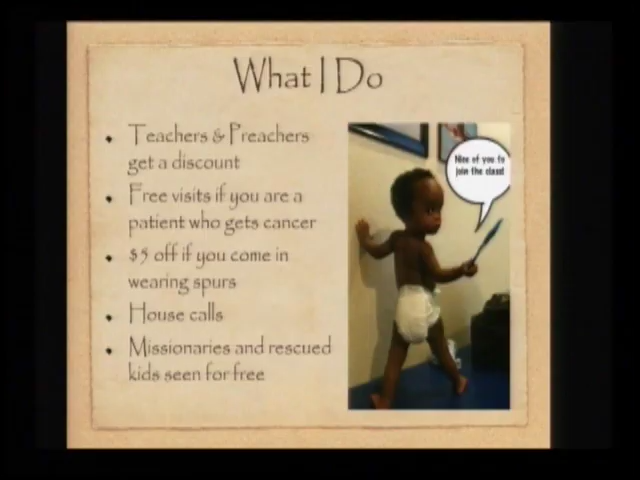 What I Do
• Teachers & Preachers
get a discount
• Free visits if you are a
patient who gets cancer
• $5 off if you come in
wearing spurs
• House calls
• Missionaries and rescued
kids seen for free
Nice of you to
join the class!